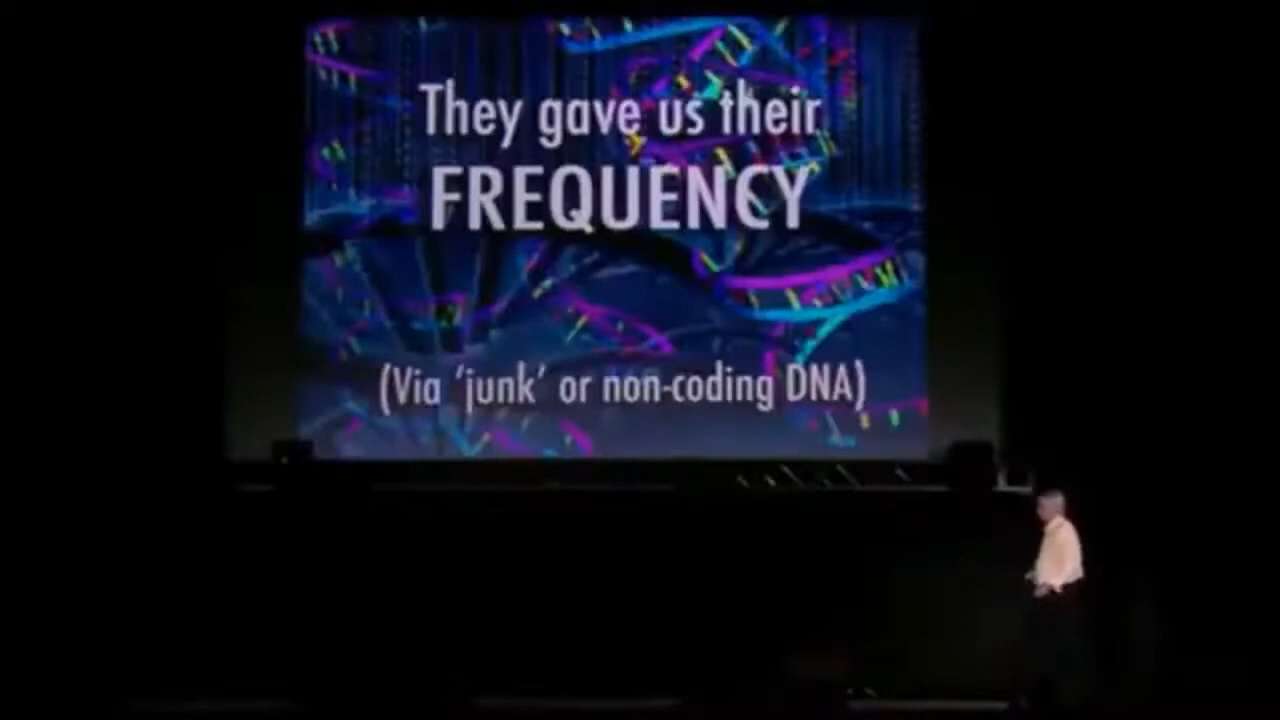 They gave us their
FREQUENCY
(Via 'junk' or non-coding DNA)